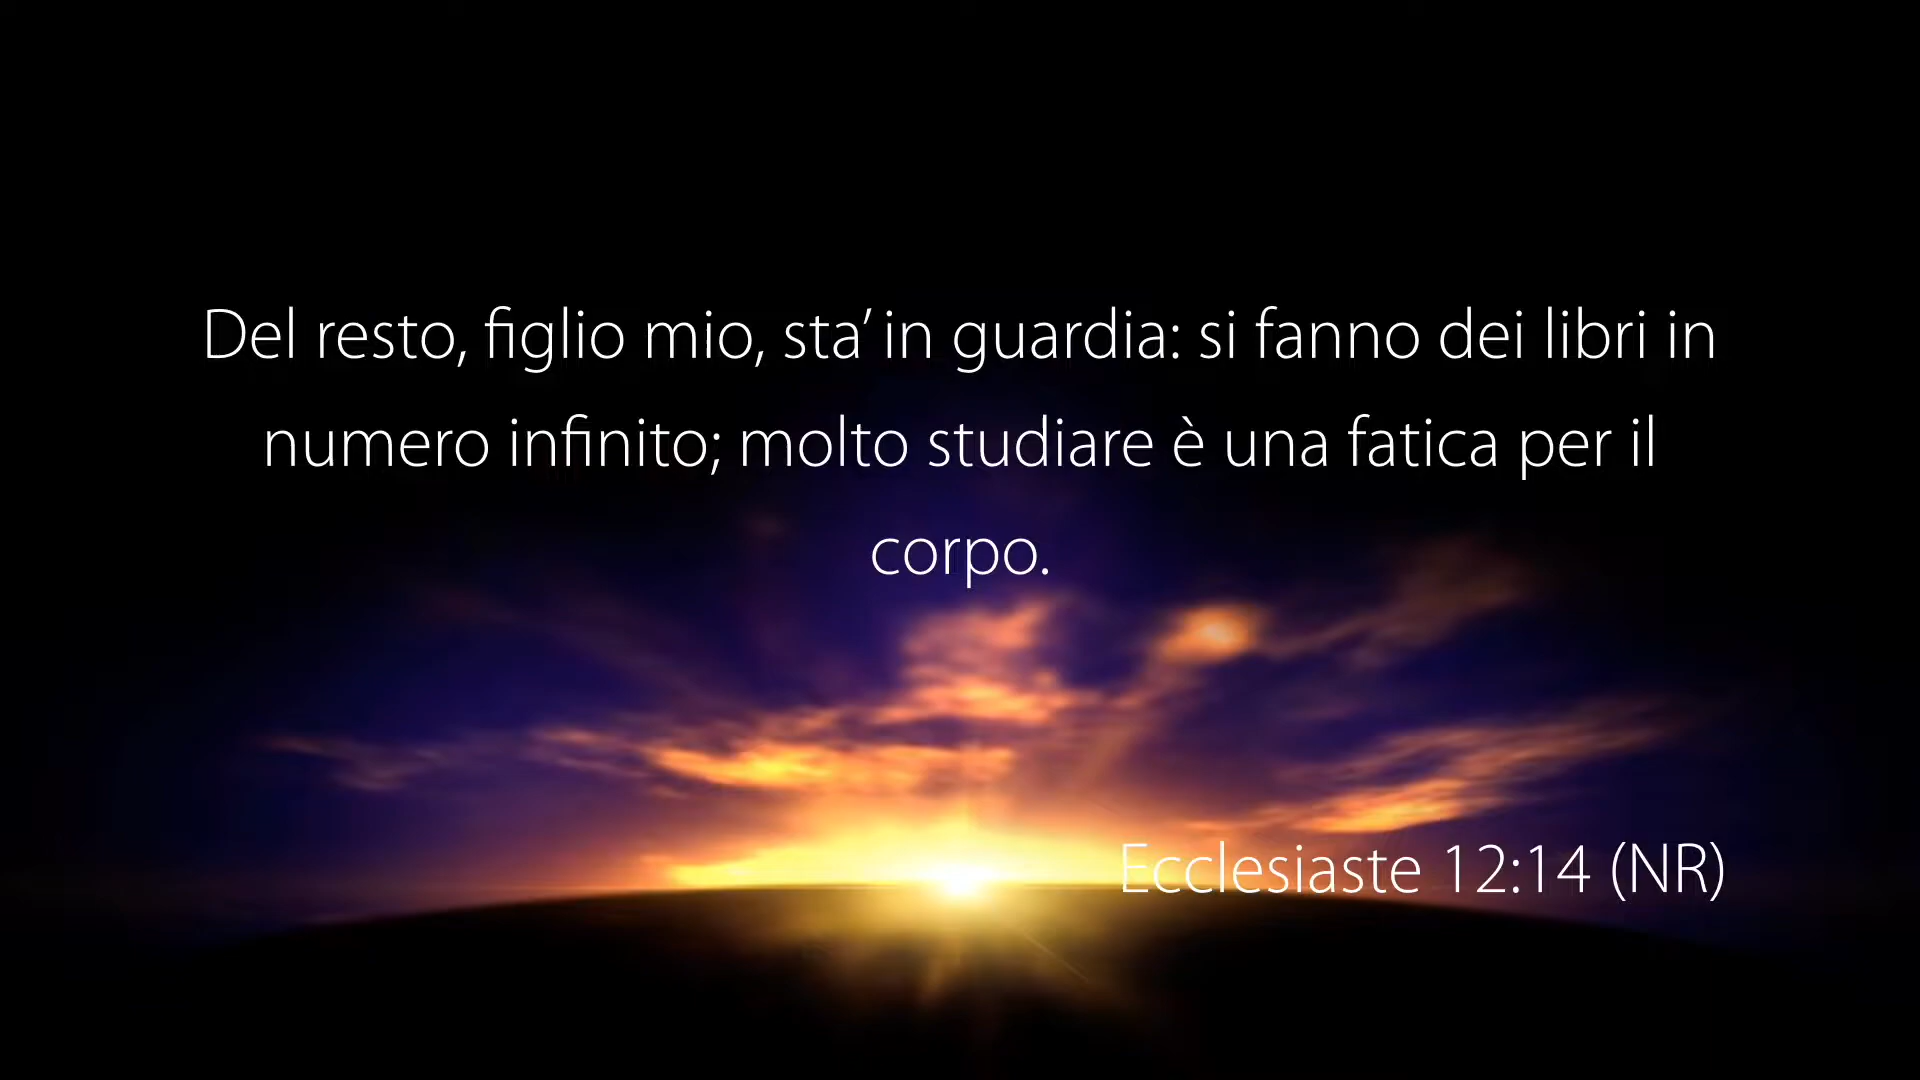 Del resto, figlio mio, sta’ in guardia: si fanno dei libri in
numero infinito; molto studiare è una fatica per il
corpo.
Ecclesiaste 12:14 (NR)